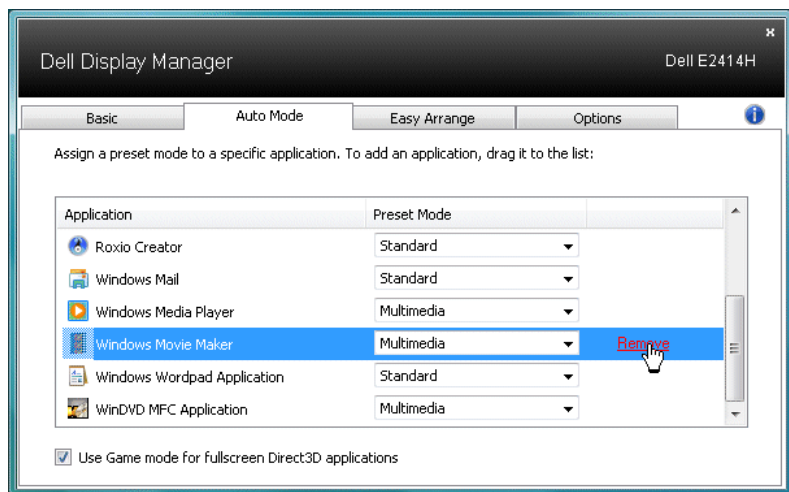 x
Dell Display Manager Dell E2414H
Basic Auto Mode Easy Arrange Options i
Assign a preset mode to a specific application. To add an application, drag it to the list:
Application Preset Mode
Roxio Creator Standard
Windows Mail Standard
Windows Media Player Multimedia
Windows Movie Maker Multimedia Remove
Windows Wordpad Application Standard
WinDVD MFC Application Multimedia
Use Game mode for fullscreen Direct3D applications